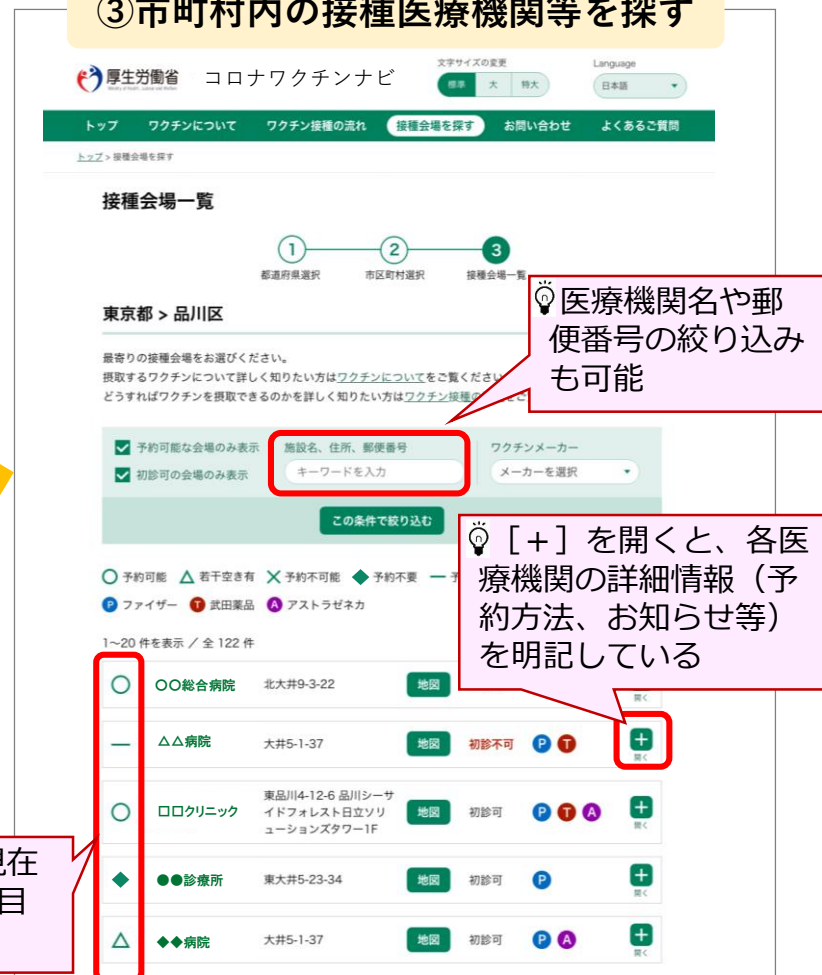 ③市町村内の接種医療機関等を探す
厚生労働省 コロナワクチンナビ
文字サイズの変更
標準 大 特大
Language
日本語
トップ ワクチンについて ワクチン接種の流れ 接種会場を探す お問い合わせ よくあるご質問
トップ > 接種会場を探す
接種会場一覧
1 2 3
都道府県選択 市区町村選択 接種会場一覧
東京都 > 品川区
💡医療機関名や郵
便番号の絞り込み
も可能
最寄りの接種会場をお選びください。
摂取するワクチンについて詳しく知りたい方はワクチンについてをご覧ください
どうすればワクチンを摂取できるのかを詳しく知りたい方はワクチン接種の
予約可能な会場のみ表示
初診可の会場のみ表示
施設名、住所、郵便番号
キーワードを入力
ワクチンメーカー
メーカーを選択
この条件で絞り込む
💡［+］を開くと、各医
療機関の詳細情報（予
約方法、お知らせ等）
を明記している
○ 予約可能 △ 若干空き有 ✕ 予約不可能 ◆ 予約不要 ー 予
P ファイザー T 武田薬品 A アストラゼネカ
1〜20 件を表示 / 全 122 件
○ 〇〇総合病院 北大井9-3-22 地図 開く
ー △△病院 大井5-1-37 地図 初診不可 P T + 開く
○ 口口クリニック 東品川4-12-6 品川シーサ
イドフォレスト日立ソリ
ューションズタワー1F 地図 初診可 P T A + 開く
◆ ●●診療所 東大井5-23-34 地図 初診可 P + 開く
△ ◆◆病院 大井5-1-37 地図 初診可 P A + 開く
現在
目